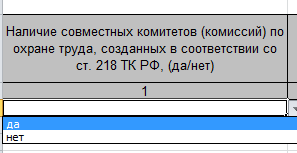 Наличие совместных комитетов (комиссий) по
охране труда, созданных в соответствии со
ст. 218 ТК РФ, (да/нет)
1
да
нет